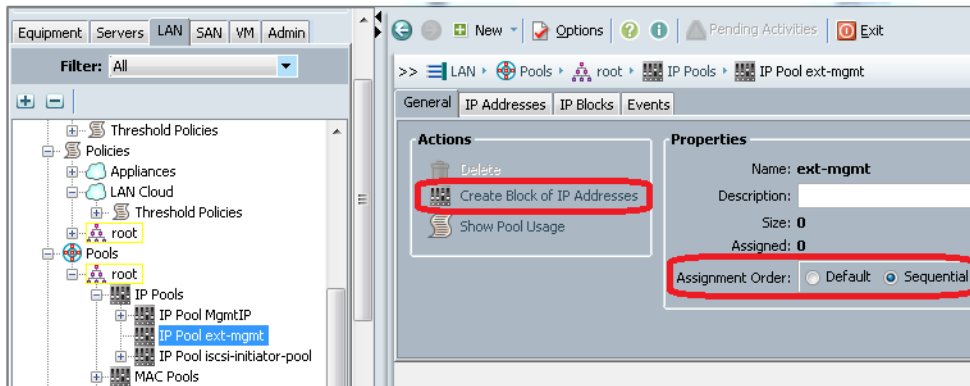 Equipment Servers LAN SAN VM Admin
Filter: All
Threshold Policies
Policies
Appliances
LAN Cloud
Threshold Policies
root
Pools
root
IP Pools
IP Pool MgmtIP
IP Pool ext-mgmt
IP Pool iscsi-initiator-pool
MAC Pools
New Options Pending Activities Exit
>> LAN Pools root IP Pools IP Pool ext-mgmt
General IP Addresses IP Blocks Events
Actions
Delete
Create Block of IP Addresses
Show Pool Usage
Properties
Name: ext-mgmt
Description:
Size: 0
Assigned: 0
Assignment Order: Default Sequential